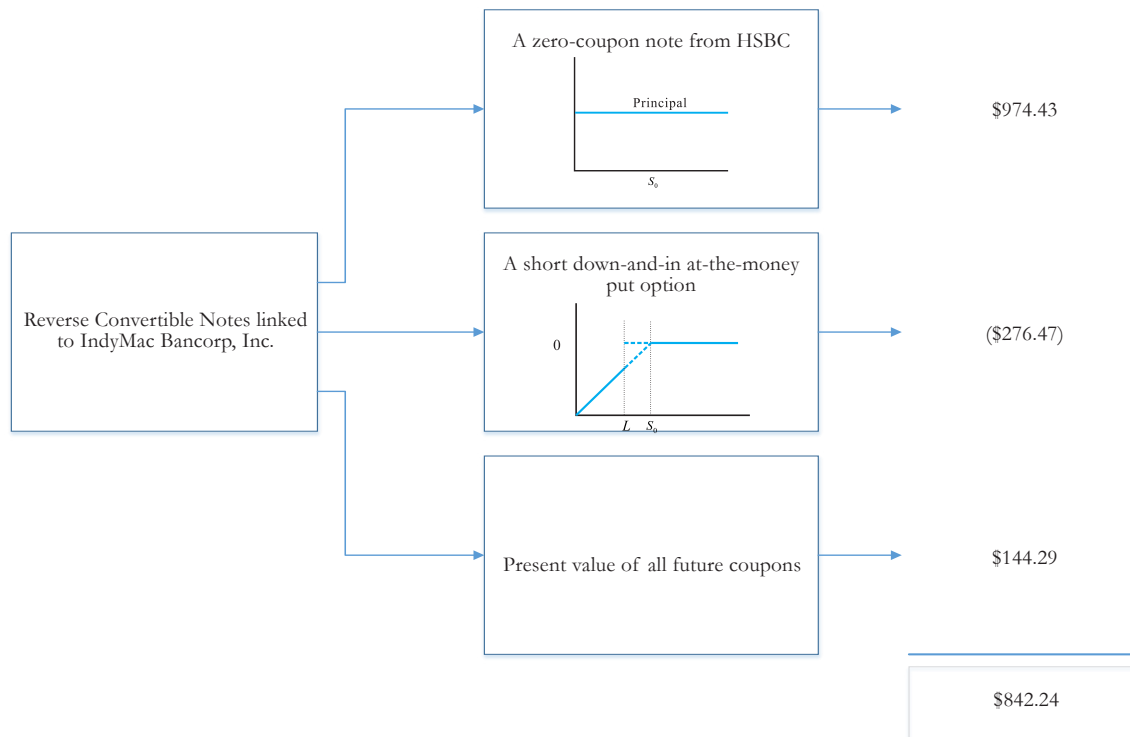 A zero-coupon note from HSBC
Principal
S₀
$974.43
Reverse Convertible Notes linked
to IndyMac Bancorp, Inc.
A short down-and-in at-the-money
put option
0
L S₀
($276.47)
Present value of all future coupons
$144.29
$842.24